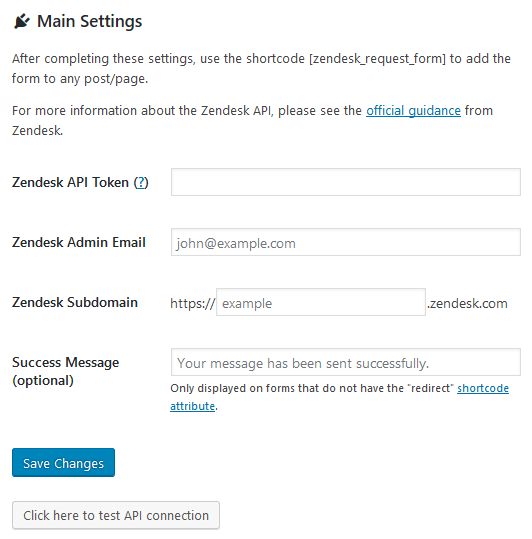 Main Settings
After completing these settings, use the shortcode [zendesk_request_form] to add the
form to any post/page.
For more information about the Zendesk API, please see the official guidance from
Zendesk.
Zendesk API Token (?)
Zendesk Admin Email john@example.com
Zendesk Subdomain https:// example .zendesk.com
Success Message Your message has been sent successfully.
(optional)
Only displayed on forms that do not have the "redirect" shortcode
attribute.
Save Changes
Click here to test API connection